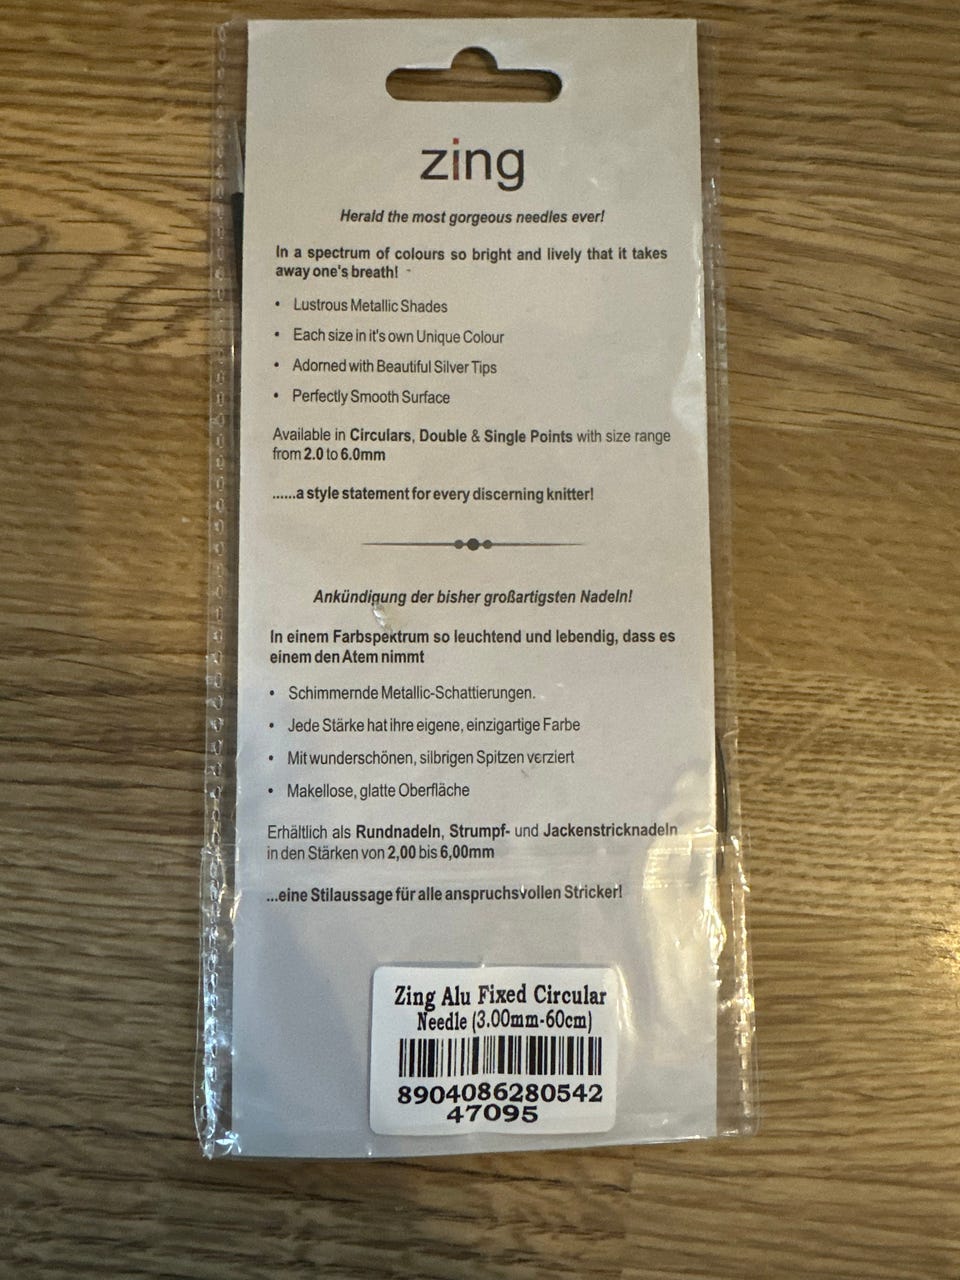 zing
Herald the most gorgeous needles ever!
In a spectrum of colours so bright and lively that it takes
away one's breath!
• Lustrous Metallic Shades
• Each size in it's own Unique Colour
• Adorned with Beautiful Silver Tips
• Perfectly Smooth Surface
Available in Circulars, Double & Single Points with size range
from 2.0 to 6.0mm
......a style statement for every discerning knitter!
Ankündigung der bisher großartigsten Nadeln!
In einem Farbspektrum so leuchtend und lebendig, dass es
einem den Atem nimmt
• Schimmernde Metallic-Schattierungen.
• Jede Stärke hat ihre eigene, einzigartige Farbe
• Mit wunderschönen, silbrigen Spitzen verziert
• Makellose, glatte Oberfläche
Erhältlich als Rundnadeln, Strumpf- und Jackenstricknadeln
in den Stärken von 2,00 bis 6,00mm
...eine Stilaussage für alle anspruchsvollen Stricker!
Zing Alu Fixed Circular
Needle (3.00mm-60cm)
8904086280542
47095